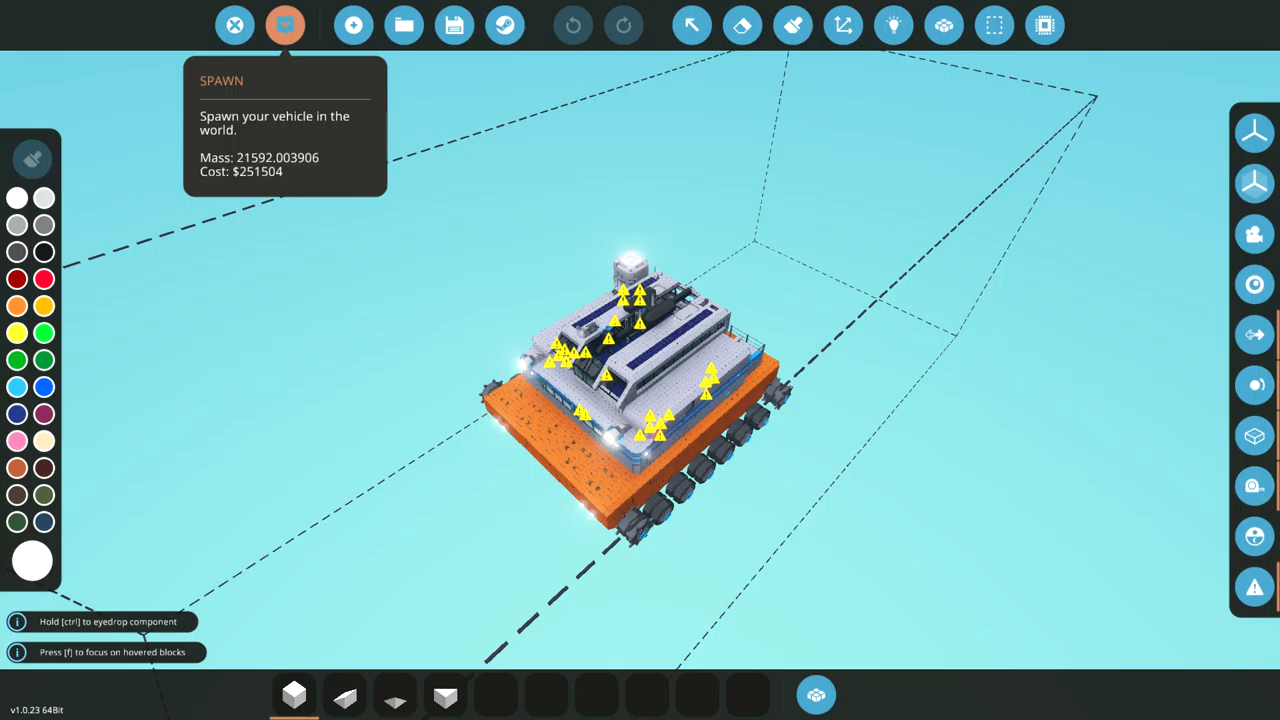 SPAWN
Spawn your vehicle in the
world.
Mass: 21592.003906
Cost: $251504
Hold [ctrl] to eyedrop component
Press [f] to focus on hovered blocks
v1.0.23 64Bit